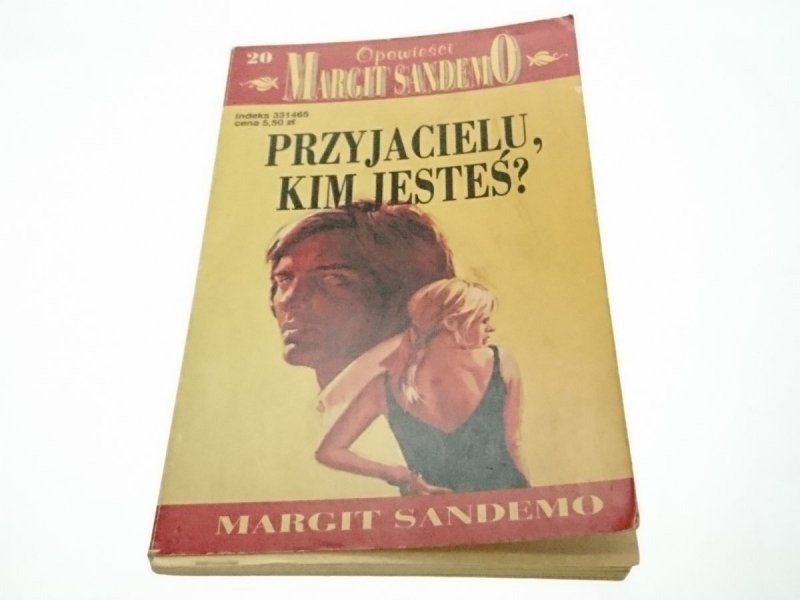 20
Opowieści
MARGIT SANDEMO
Indeks 331465
cena 5,50 zł
PRZYJACIELU,
KIM JESTEŚ?
MARGIT SANDEMO